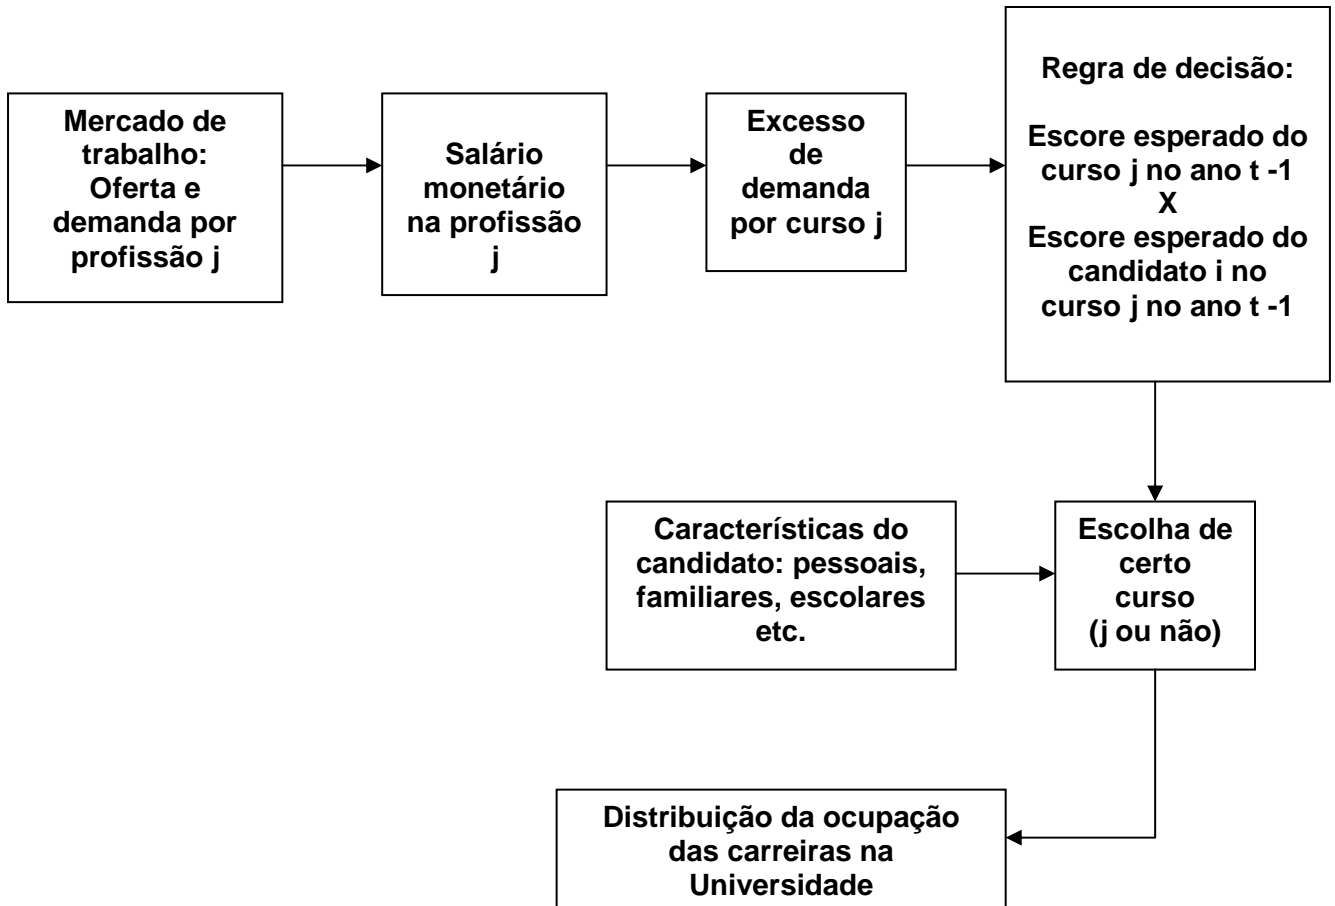 Mercado de
trabalho:
Oferta e
demanda por
profissão j
Salário
monetário
na profissão
j
Excesso
de
demanda
por curso j
Regra de decisão:
Escore esperado do
curso j no ano t -1
X
Escore esperado do
candidato i no
curso j no ano t -1
Características do
candidato: pessoais,
familiares, escolares
etc.
Escolha de
certo
curso
(j ou não)
Distribuição da ocupação
das carreiras na
Universidade